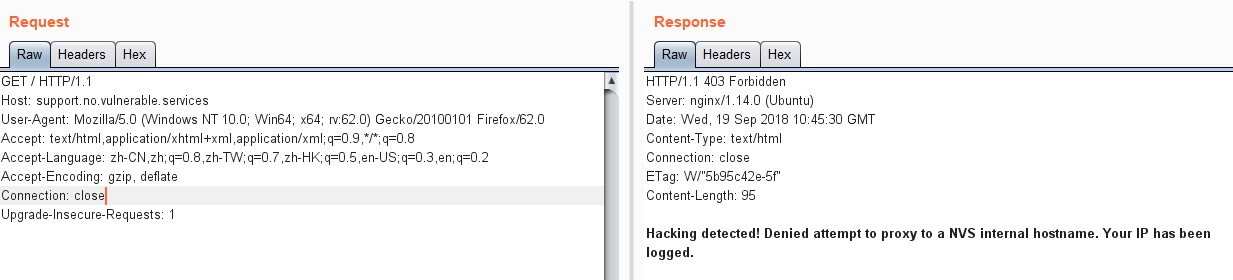 Request
Raw Headers Hex
GET / HTTP/1.1
Host: support.no.vulnerable.services
User-Agent: Mozilla/5.0 (Windows NT 10.0; Win64; x64; rv:62.0) Gecko/20100101 Firefox/62.0
Accept: text/html,application/xhtml+xml,application/xml;q=0.9,*/*;q=0.8
Accept-Language: zh-CN,zh;q=0.8,zh-TW;q=0.7,zh-HK;q=0.5,en-US;q=0.3,en;q=0.2
Accept-Encoding: gzip, deflate
Connection: close
Upgrade-Insecure-Requests: 1
Response
Raw Headers Hex
HTTP/1.1 403 Forbidden
Server: nginx/1.14.0 (Ubuntu)
Date: Wed, 19 Sep 2018 10:45:30 GMT
Content-Type: text/html
Connection: close
ETag: W/"5b95c42e-5f"
Content-Length: 95
Hacking detected! Denied attempt to proxy to a NVS internal hostname. Your IP has been
logged.